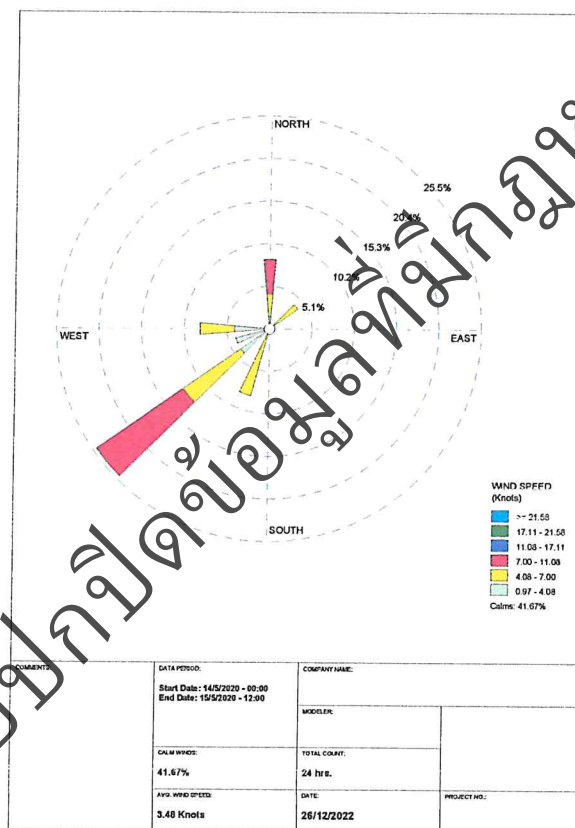 NORTH
25.5%
20.4%
15.3%
10.2%
5.1%
WEST
EAST
SOUTH
WIND SPEED
(Knots)
>= 21.58
17.11 - 21.58
11.08 - 17.11
7.00 - 11.08
4.08 - 7.00
0.97 - 4.08
Calms: 41.67%
COMMENTS:
DATA PERIOD:
Start Date: 14/5/2020 - 00:00
End Date: 15/5/2020 - 12:00
COMPANY NAME:
MODELER:
CALM WINDS:
41.67%
TOTAL COUNT:
24 hrs.
AVG. WIND SPEED:
3.48 Knots
DATE:
26/12/2022
PROJECT NO.:
ปกปิดข้อมูลที่มีกฎ